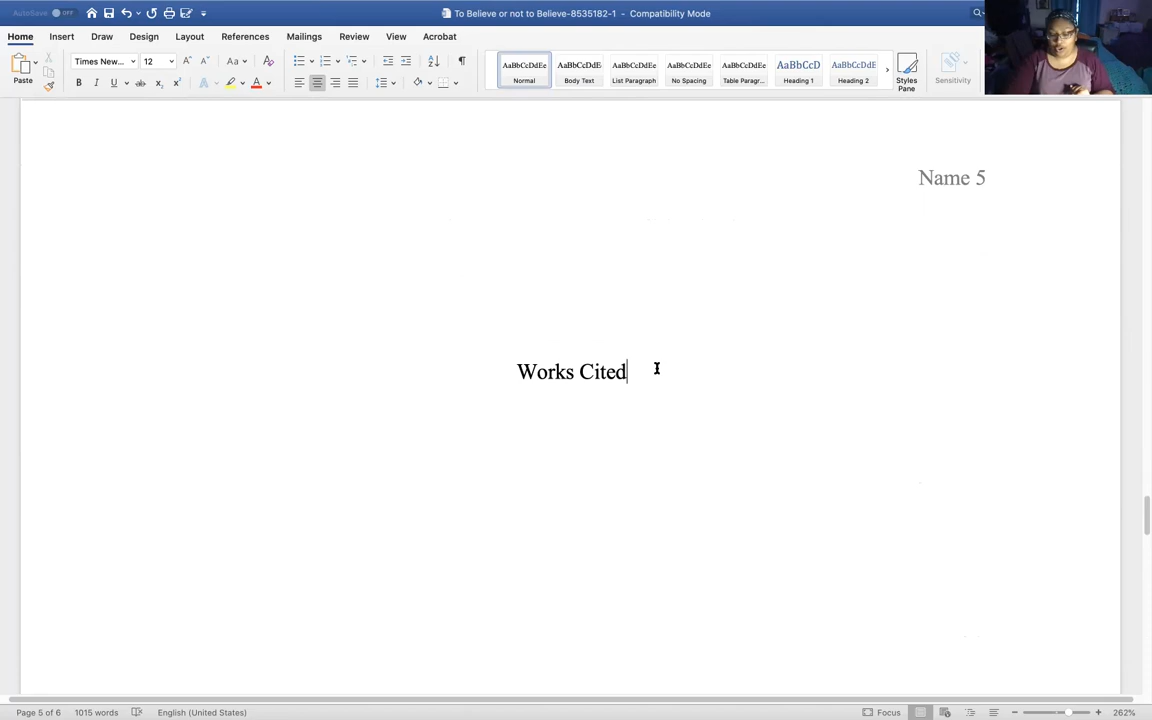 AutoSave OFF
To Believe or not to Believe-8535182-1 - Compatibility Mode
Home Insert Draw Design Layout References Mailings Review View Acrobat
Paste
Times New... 12
Aa
AaBbCcDdEe AaBbCcDdE AaBbCcDdEe AaBbCcDdEe AaBbCcDdEe AaBbCcD AaBbCcDdE
Normal Body Text List Paragraph No Spacing Table Paragr... Heading 1 Heading 2
Styles Pane
Sensitivity
Name 5
Works Cited
Page 5 of 6 1015 words English (United States) Focus 262%